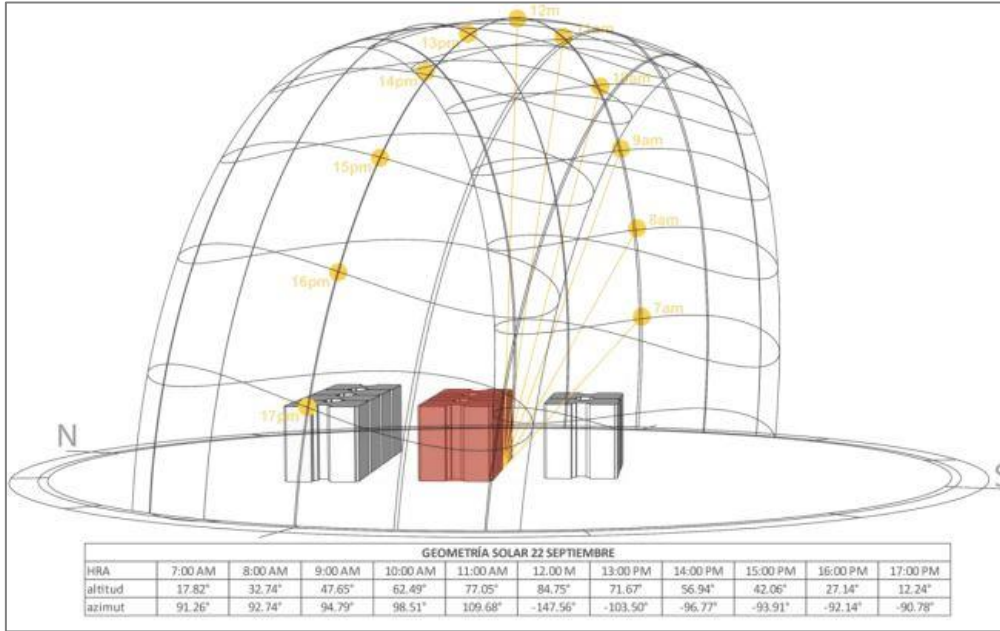 12m
13pm
11am
14pm
10am
9am
15pm
8am
16pm
7am
17pm
N
S
GEOMETRÍA SOLAR 22 SEPTIEMBRE
HRA 7:00 AM 8:00 AM 9:00 AM 10:00 AM 11:00 AM 12.00 M 13:00 PM 14:00 PM 15:00 PM 16:00 PM 17:00 PM
altitud 17.82° 32.74° 47.65° 62.49° 77.05° 84.75° 71.67° 56.94° 42.06° 27.14° 12.24°
azimut 91.26° 92.74° 94.79° 98.51° 109.68° -147.56° -103.50° -96.77° -93.91° -92.14° -90.78°